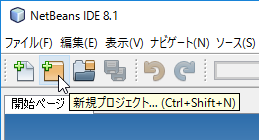 NetBeans IDE 8.1
ファイル(F) 編集(E) 表示(V) ナビゲート(N) ソース(S)
開始ページ
新規プロジェクト... (Ctrl+Shift+N)